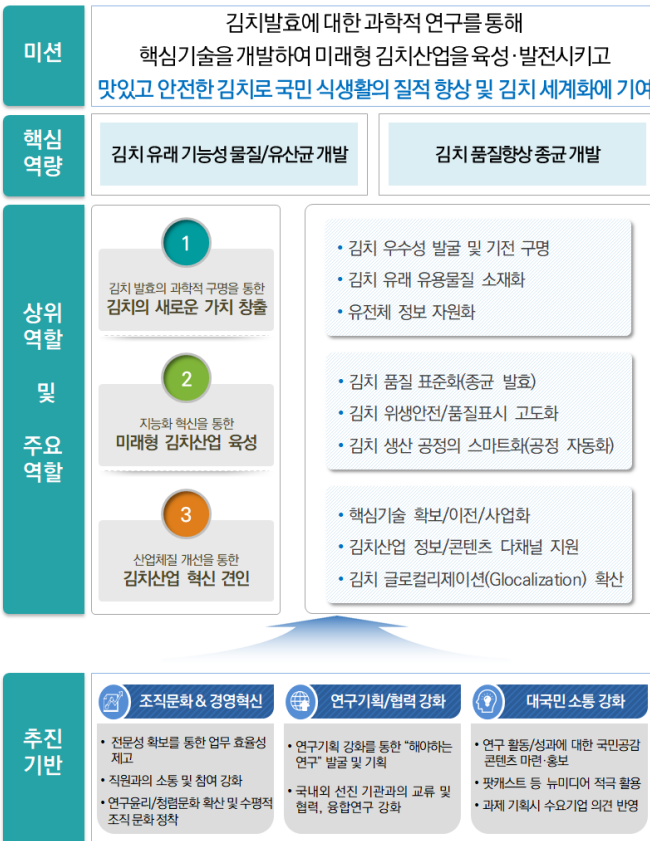 미션
김치발효에 대한 과학적 연구를 통해
핵심기술을 개발하여 미래형 김치산업을 육성·발전시키고
맛있고 안전한 김치로 국민 식생활의 질적 향상 및 김치 세계화에 기여
핵심
역량
김치 유래 기능성 물질/유산균 개발
김치 품질향상 종균 개발
상위
역할
및
주요
역할
1
김치 발효의 과학적 구명을 통한
김치의 새로운 가치 창출
• 김치 우수성 발굴 및 기전 구명
• 김치 유래 유용물질 소재화
• 유전체 정보 자원화
2
지능화 혁신을 통한
미래형 김치산업 육성
• 김치 품질 표준화(종균 발효)
• 김치 위생안전/품질표시 고도화
• 김치 생산 공정의 스마트화(공정 자동화)
3
산업체질 개선을 통한
김치산업 혁신 견인
• 핵심기술 확보/이전/사업화
• 김치산업 정보/콘텐츠 다채널 지원
• 김치 글로컬리제이션(Glocalization) 확산
추진
기반
조직문화 & 경영혁신
• 전문성 확보를 통한 업무 효율성
제고
• 직원과의 소통 및 참여 강화
• 연구윤리/청렴문화 확산 및 수평적
조직 문화 정착
연구기획/협력 강화
• 연구기획 강화를 통한 “해야하는
연구” 발굴 및 기획
• 국내외 선진 기관과의 교류 및
협력, 융합연구 강화
대국민 소통 강화
• 연구 활동/성과에 대한 국민공감
콘텐츠 마련·홍보
• 팟캐스트 등 뉴미디어 적극 활용
• 과제 기획시 수요기업 의견 반영